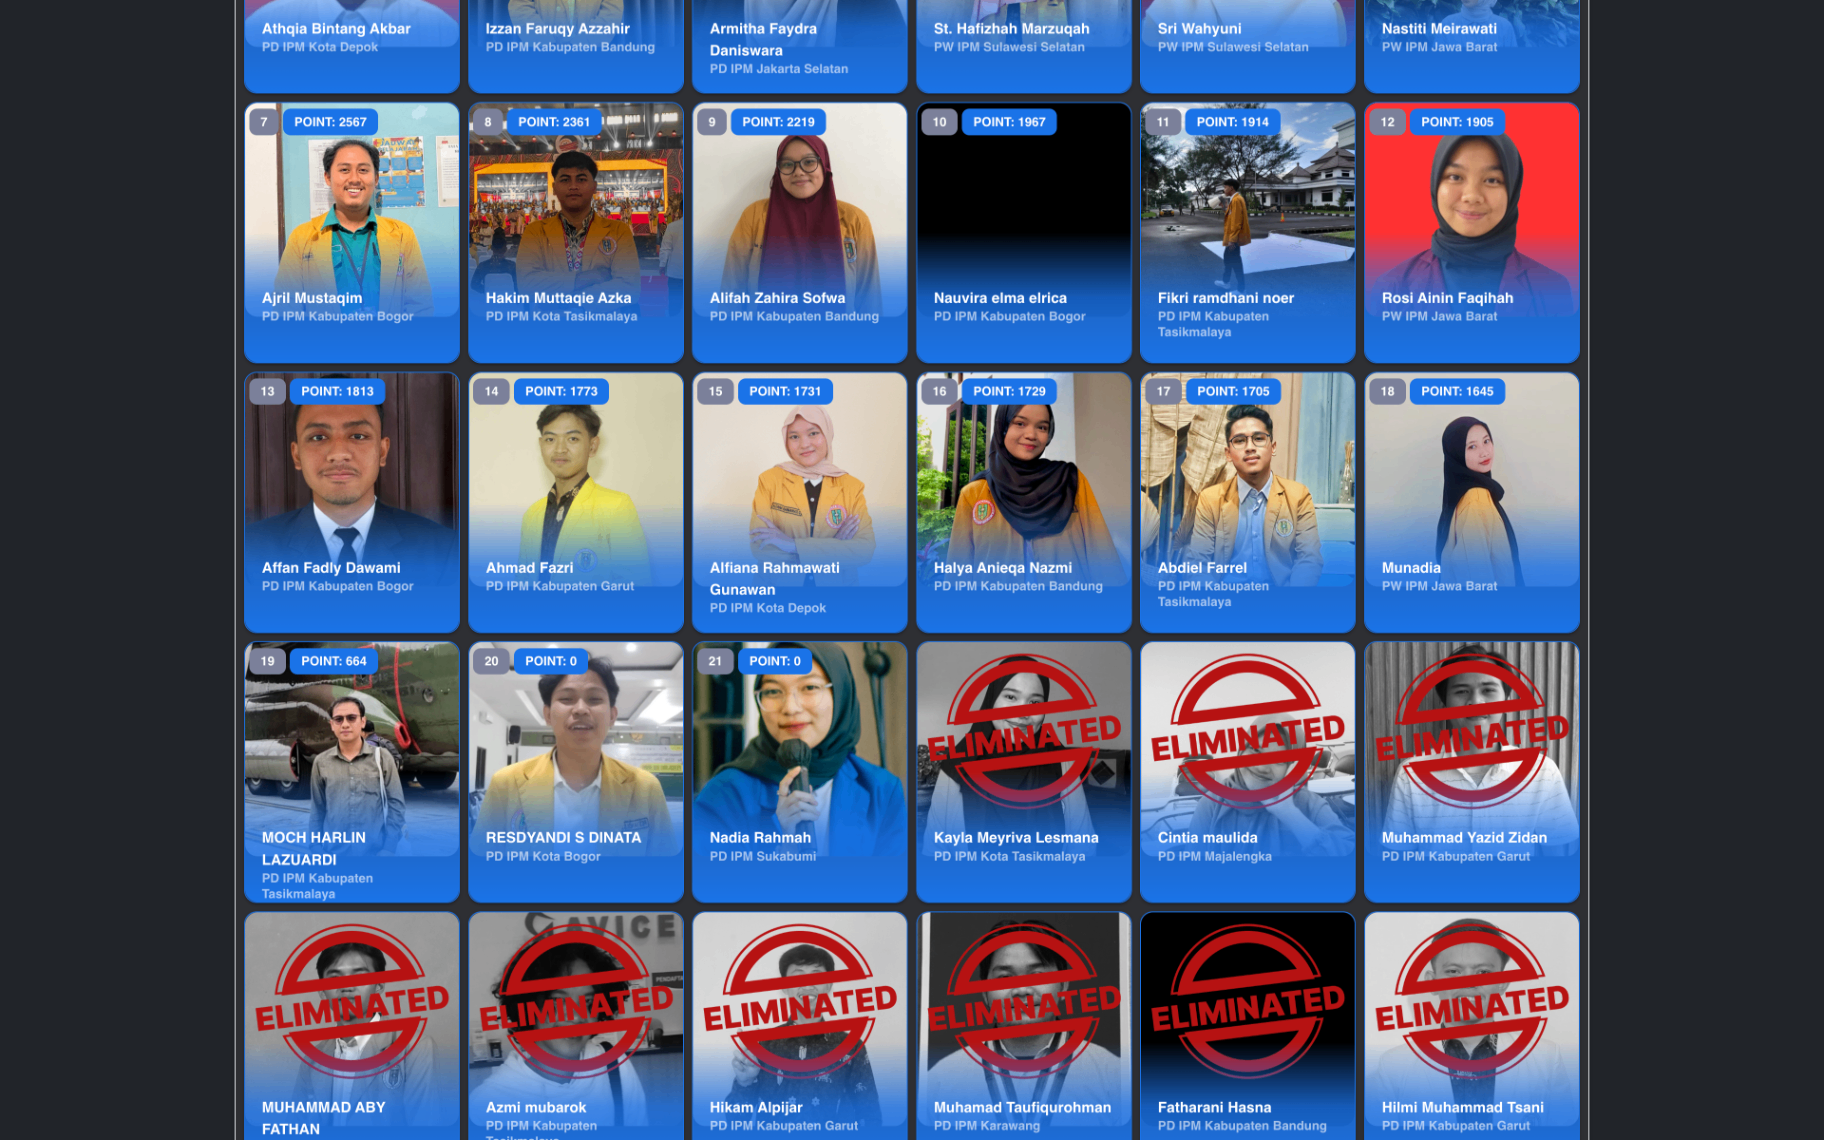 Athqia Bintang Akbar
PD IPM Kota Depok
Izzan Faruqy Azzahir
PD IPM Kabupaten Bandung
Armitha Faydra
Daniswara
PD IPM Jakarta Selatan
St. Hafizhah Marzuqah
PW IPM Sulawesi Selatan
Sri Wahyuni
PW IPM Sulawesi Selatan
Nastiti Meirawati
PW IPM Jawa Barat
7 POINT: 2567
Ajril Mustaqim
PD IPM Kabupaten Bogor
8 POINT: 2361
Hakim Muttaqie Azka
PD IPM Kota Tasikmalaya
9 POINT: 2219
Alifah Zahira Sofwa
PD IPM Kabupaten Bandung
10 POINT: 1967
Nauvira elma elrica
PD IPM Kabupaten Bogor
11 POINT: 1914
Fikri ramdhani noer
PD IPM Kabupaten
Tasikmalaya
12 POINT: 1905
Rosi Ainin Faqihah
PW IPM Jawa Barat
13 POINT: 1813
Affan Fadly Dawami
PD IPM Kabupaten Bogor
14 POINT: 1773
Ahmad Fazri
PD IPM Kabupaten Garut
15 POINT: 1731
Alfiana Rahmawati
Gunawan
PD IPM Kota Depok
16 POINT: 1729
Halya Anieqa Nazmi
PD IPM Kabupaten Bandung
17 POINT: 1705
Abdiel Farrel
PD IPM Kabupaten
Tasikmalaya
18 POINT: 1645
Munadia
PW IPM Jawa Barat
19 POINT: 664
MOCH HARLIN
LAZUARDI
PD IPM Kabupaten
Tasikmalaya
20 POINT: 0
RESDYANDI S DINATA
PD IPM Kota Bogor
21 POINT: 0
Nadia Rahmah
PD IPM Sukabumi
ELIMINATED
Kayla Meyriva Lesmana
PD IPM Kota Tasikmalaya
ELIMINATED
Cintia maulida
PD IPM Majalengka
ELIMINATED
Muhammad Yazid Zidan
PD IPM Kabupaten Garut
ELIMINATED
MUHAMMAD ABY
FATHAN
AVICE
PENDAFTA
ELIMINATED
Azmi mubarok
PD IPM Kabupaten
Tasikmalaya
ELIMINATED
Hikam Alpijar
PD IPM Kabupaten Garut
ELIMINATED
Muhamad Taufiqurohman
PD IPM Karawang
ELIMINATED
Fatharani Hasna
PD IPM Kabupaten Bandung
ELIMINATED
Hilmi Muhammad Tsani
PD IPM Kabupaten Garut